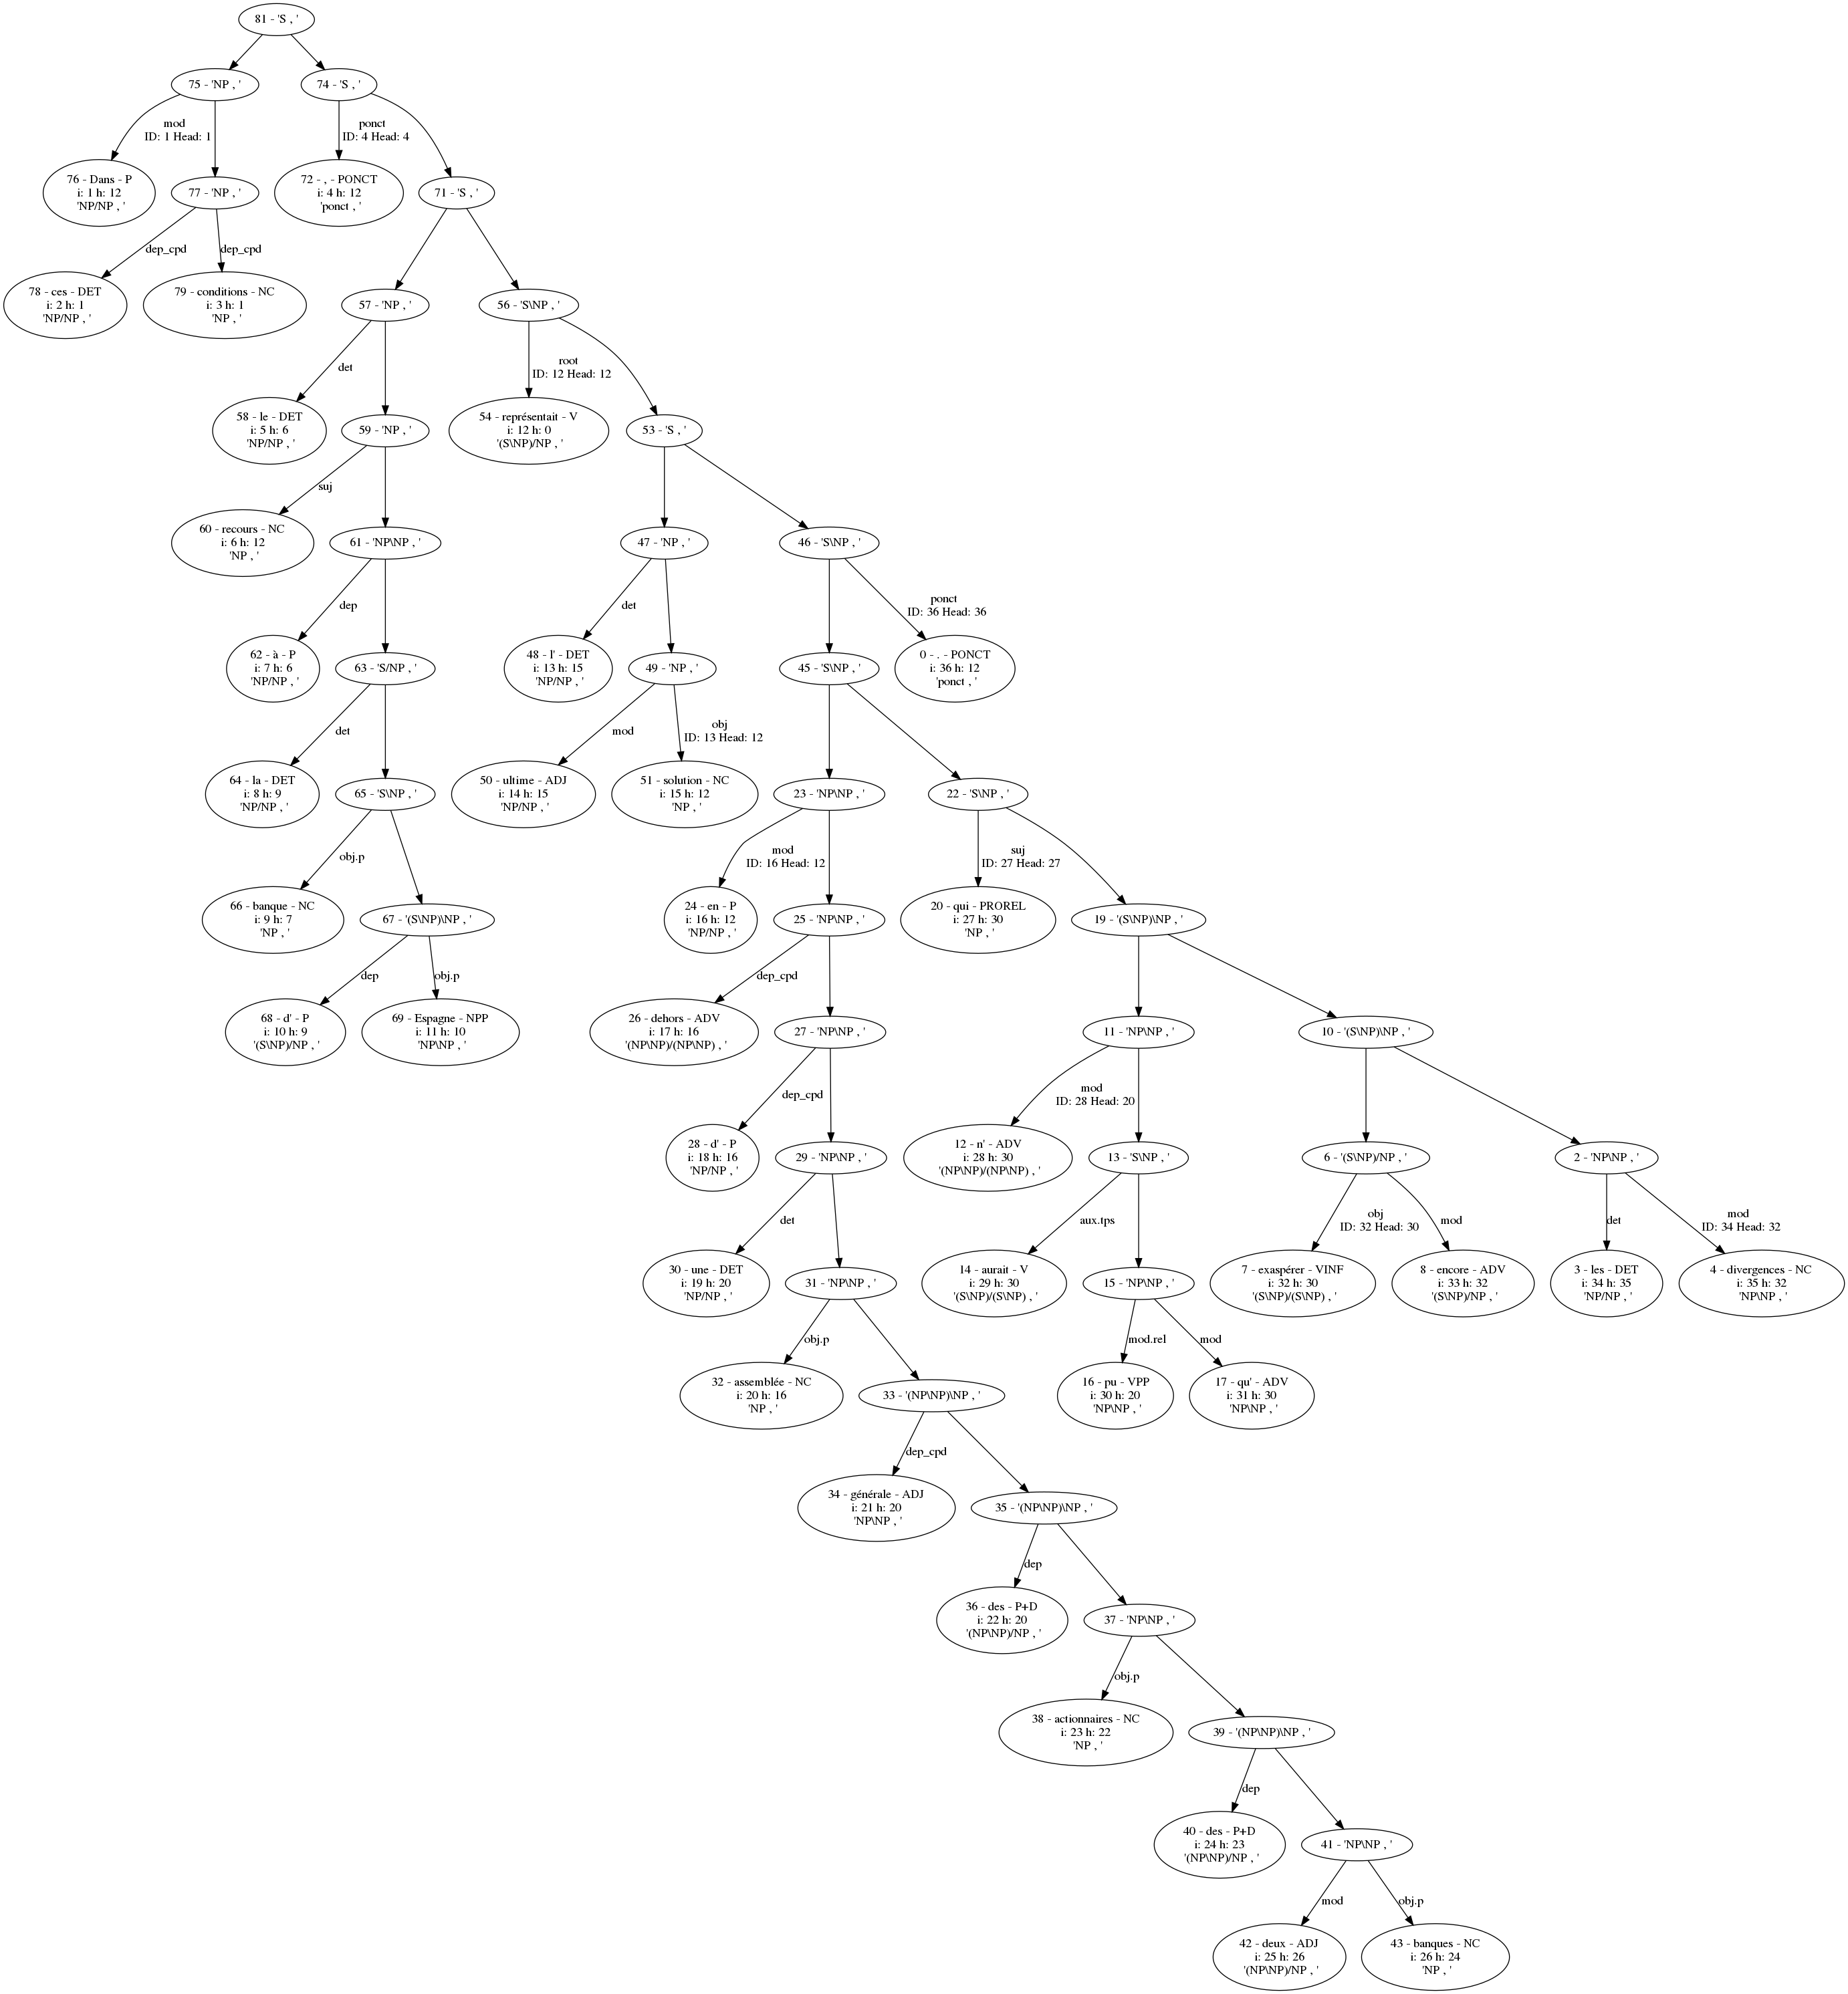 81 - 'S , '
75 - 'NP , '
74 - 'S , '
mod
ID: 1 Head: 1
ponct
ID: 4 Head: 4
76 - Dans - P
i: 1 h: 12
'NP/NP , '
77 - 'NP , '
72 - , - PONCT
i: 4 h: 12
'ponct , '
71 - 'S , '
dep_cpd
dep_cpd
78 - ces - DET
i: 2 h: 1
'NP/NP , '
79 - conditions - NC
i: 3 h: 1
'NP , '
57 - 'NP , '
56 - 'S\NP , '
det
root
ID: 12 Head: 12
58 - le - DET
i: 5 h: 6
'NP/NP , '
59 - 'NP , '
54 - représentait - V
i: 12 h: 0
'(S\NP)/NP , '
53 - 'S , '
suj
60 - recours - NC
i: 6 h: 12
'NP , '
61 - 'NP\NP , '
47 - 'NP , '
46 - 'S\NP , '
dep
det
ponct
ID: 36 Head: 36
62 - à - P
i: 7 h: 6
'NP/NP , '
63 - 'S/NP , '
48 - l' - DET
i: 13 h: 15
'NP/NP , '
49 - 'NP , '
45 - 'S\NP , '
0 - . - PONCT
i: 36 h: 12
'ponct , '
det
mod
obj
ID: 13 Head: 12
64 - la - DET
i: 8 h: 9
'NP/NP , '
65 - 'S\NP , '
50 - ultime - ADJ
i: 14 h: 15
'NP/NP , '
51 - solution - NC
i: 15 h: 12
'NP , '
23 - 'NP\NP , '
22 - 'S\NP , '
obj.p
mod
ID: 16 Head: 12
suj
ID: 27 Head: 27
66 - banque - NC
i: 9 h: 7
'NP , '
67 - '(S\NP)\NP , '
24 - en - P
i: 16 h: 12
'NP/NP , '
25 - 'NP\NP , '
20 - qui - PROREL
i: 27 h: 30
'NP , '
19 - '(S\NP)\NP , '
dep
obj.p
dep_cpd
68 - d' - P
i: 10 h: 9
'(S\NP)/NP , '
69 - Espagne - NPP
i: 11 h: 10
'NP\NP , '
26 - dehors - ADV
i: 17 h: 16
'(NP\NP)/(NP\NP) , '
27 - 'NP\NP , '
11 - 'NP\NP , '
10 - '(S\NP)\NP , '
dep_cpd
mod
ID: 28 Head: 20
28 - d' - P
i: 18 h: 16
'NP/NP , '
29 - 'NP\NP , '
12 - n' - ADV
i: 28 h: 30
'(NP\NP)/(NP\NP) , '
13 - 'S\NP , '
6 - '(S\NP)/NP , '
2 - 'NP\NP , '
det
aux.tps
obj
ID: 32 Head: 30
mod
det
mod
ID: 34 Head: 32
30 - une - DET
i: 19 h: 20
'NP/NP , '
31 - 'NP\NP , '
14 - aurait - V
i: 29 h: 30
'(S\NP)/(S\NP) , '
15 - 'NP\NP , '
7 - exaspérer - VINF
i: 32 h: 30
'(S\NP)/(S\NP) , '
8 - encore - ADV
i: 33 h: 32
'(S\NP)/NP , '
3 - les - DET
i: 34 h: 35
'NP/NP , '
4 - divergences - NC
i: 35 h: 32
'NP\NP , '
obj.p
mod.rel
mod
32 - assemblée - NC
i: 20 h: 16
'NP , '
33 - '(NP\NP)\NP , '
16 - pu - VPP
i: 30 h: 20
'NP\NP , '
17 - qu' - ADV
i: 31 h: 30
'NP\NP , '
dep_cpd
34 - générale - ADJ
i: 21 h: 20
'NP\NP , '
35 - '(NP\NP)\NP , '
dep
36 - des - P+D
i: 22 h: 20
'(NP\NP)/NP , '
37 - 'NP\NP , '
obj.p
38 - actionnaires - NC
i: 23 h: 22
'NP , '
39 - '(NP\NP)\NP , '
dep
40 - des - P+D
i: 24 h: 23
'(NP\NP)/NP , '
41 - 'NP\NP , '
mod
obj.p
42 - deux - ADJ
i: 25 h: 26
'(NP\NP)/NP , '
43 - banques - NC
i: 26 h: 24
'NP , '